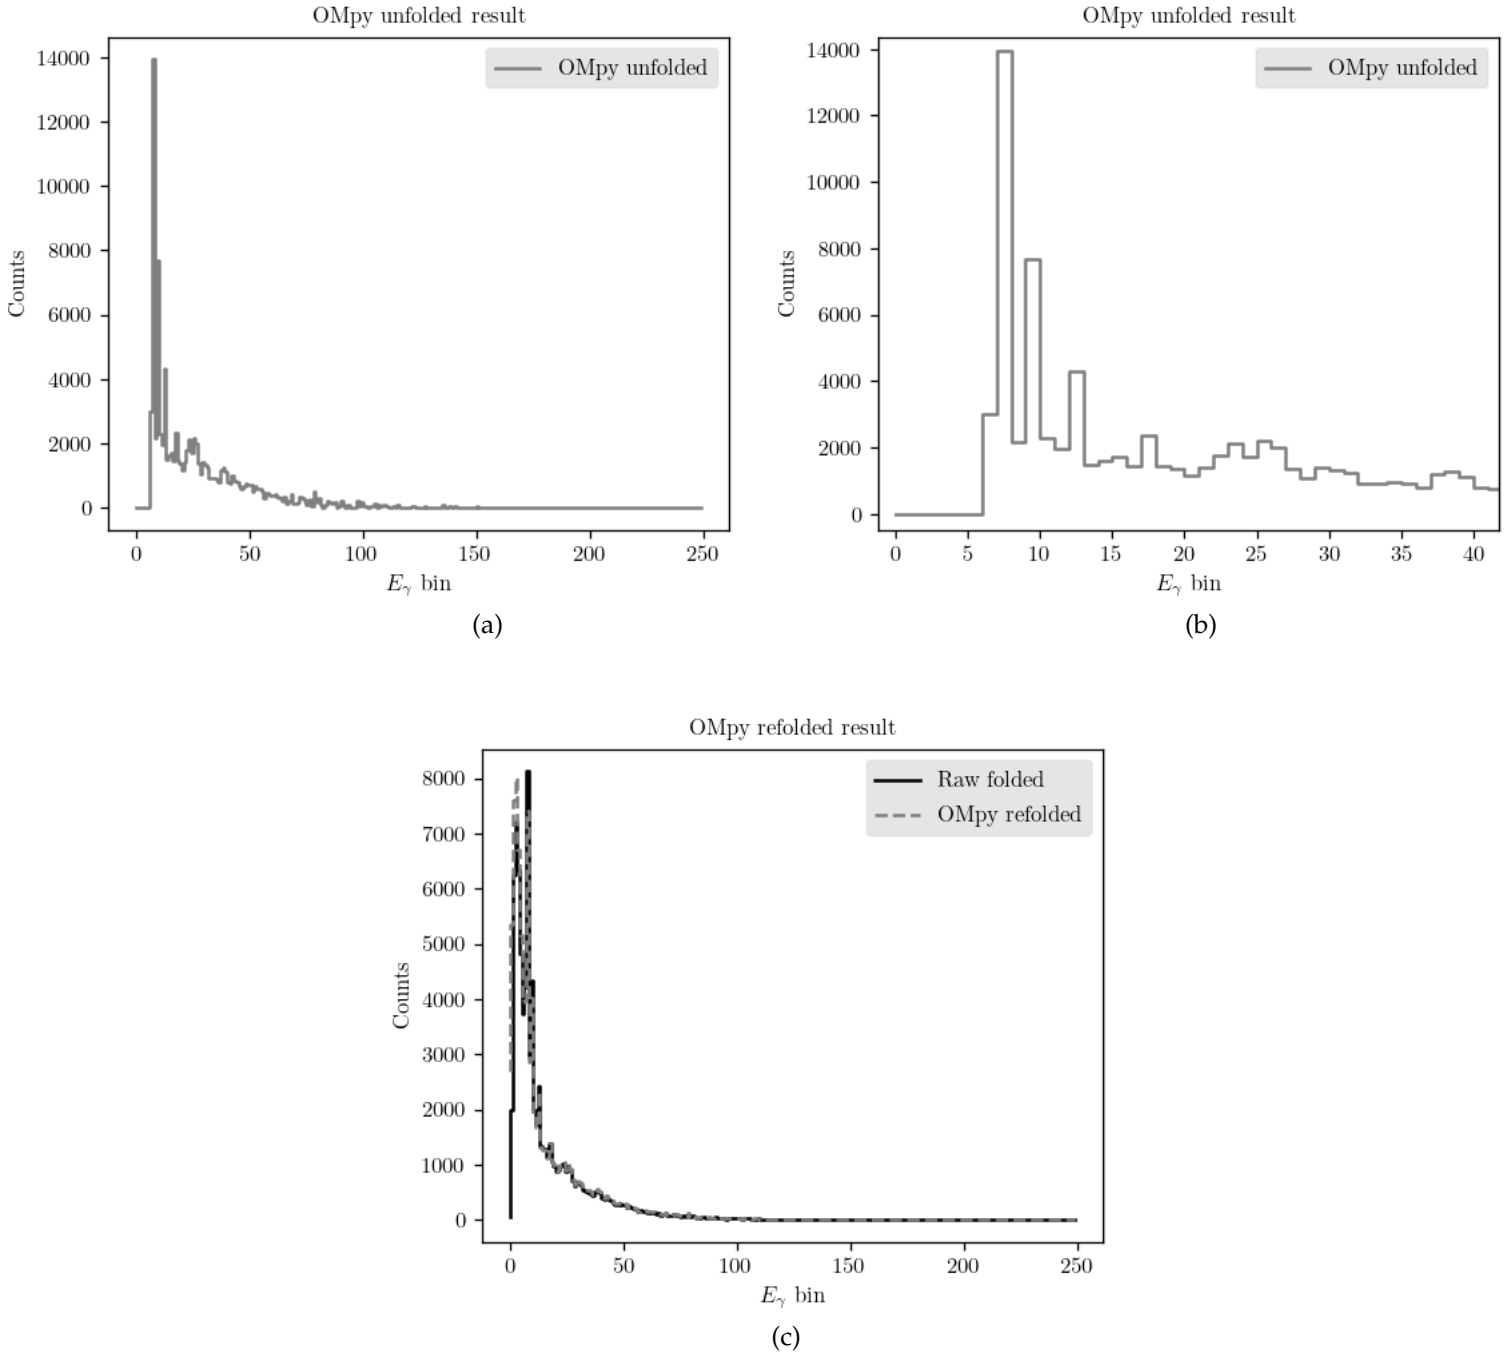 OMpy unfolded result
OMpy unfolded
14000
12000
10000
8000
6000
4000
2000
0
Counts
0 50 100 150 200 250
E_γ bin
(a)
OMpy unfolded result
OMpy unfolded
14000
12000
10000
8000
6000
4000
2000
0
Counts
0 5 10 15 20 25 30 35 40
E_γ bin
(b)
OMpy refolded result
Raw folded
OMpy refolded
8000
7000
6000
5000
4000
3000
2000
1000
0
Counts
0 50 100 150 200 250
E_γ bin
(c)